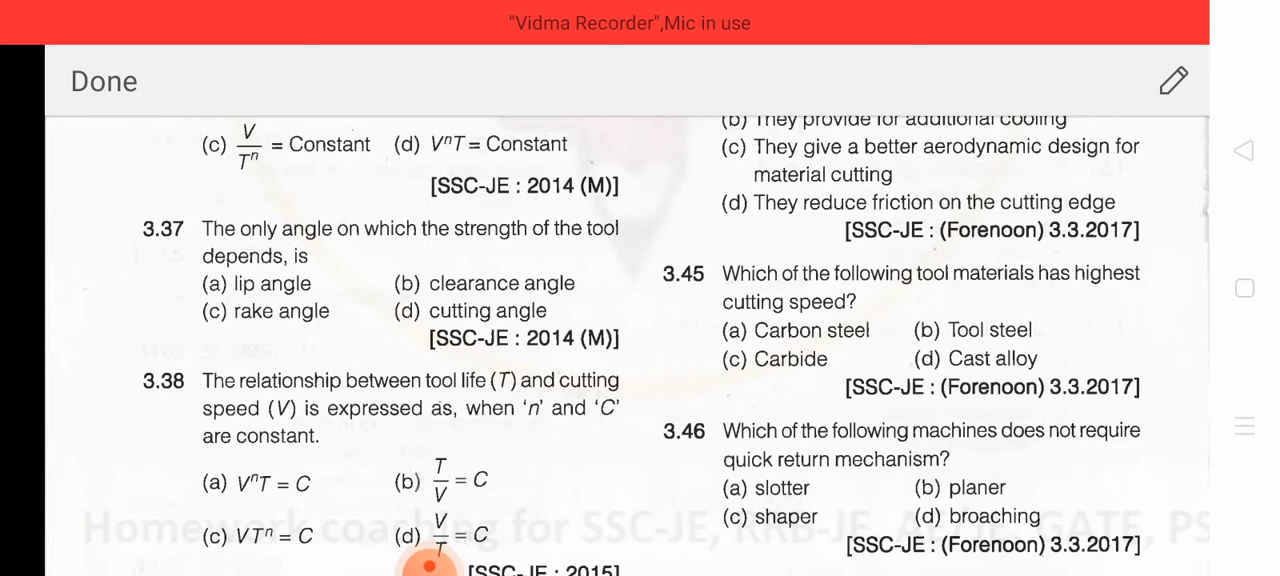 "Vidma Recorder",Mic in use
Done
(c) V/Tⁿ = Constant (d) VⁿT = Constant
[SSC-JE : 2014 (M)]
3.37 The only angle on which the strength of the tool
depends, is
(a) lip angle (b) clearance angle
(c) rake angle (d) cutting angle
[SSC-JE : 2014 (M)]
3.38 The relationship between tool life (T) and cutting
speed (V) is expressed as, when 'n' and 'C'
are constant.
(a) VⁿT = C (b) T/V = C
(c) VTⁿ = C (d) V/T = C
[SSC-JE : 2015]
(b) They provide for additional cooling
(c) They give a better aerodynamic design for
material cutting
(d) They reduce friction on the cutting edge
[SSC-JE : (Forenoon) 3.3.2017]
3.45 Which of the following tool materials has highest
cutting speed?
(a) Carbon steel (b) Tool steel
(c) Carbide (d) Cast alloy
[SSC-JE : (Forenoon) 3.3.2017]
3.46 Which of the following machines does not require
quick return mechanism?
(a) slotter (b) planer
(c) shaper (d) broaching
[SSC-JE : (Forenoon) 3.3.2017]
Homework coaching for SSC-JE, RRB-JE, GATE, PS